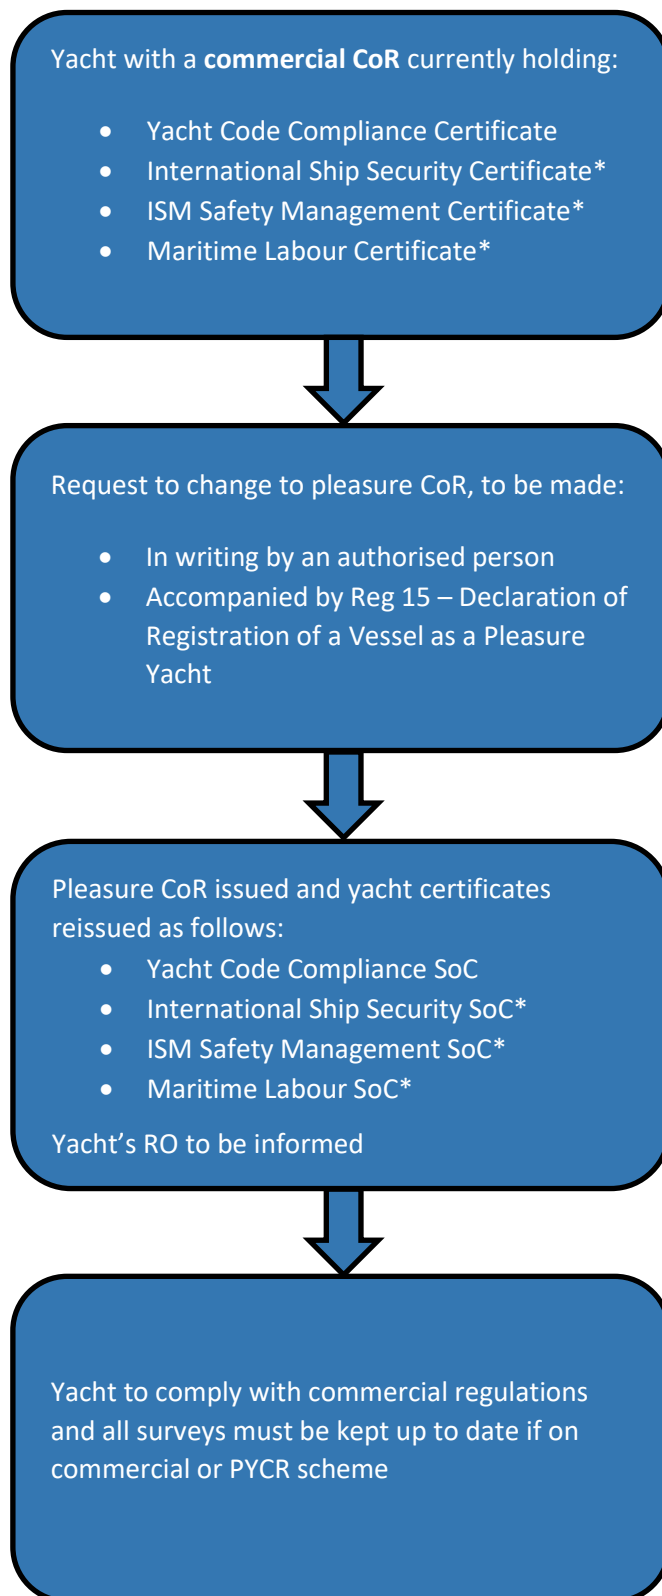 Yacht with a commercial CoR currently holding:
• Yacht Code Compliance Certificate
• International Ship Security Certificate*
• ISM Safety Management Certificate*
• Maritime Labour Certificate*
Request to change to pleasure CoR, to be made:
• In writing by an authorised person
• Accompanied by Reg 15 – Declaration of
Registration of a Vessel as a Pleasure
Yacht
Pleasure CoR issued and yacht certificates
reissued as follows:
• Yacht Code Compliance SoC
• International Ship Security SoC*
• ISM Safety Management SoC*
• Maritime Labour SoC*
Yacht’s RO to be informed
Yacht to comply with commercial regulations
and all surveys must be kept up to date if on
commercial or PYCR scheme